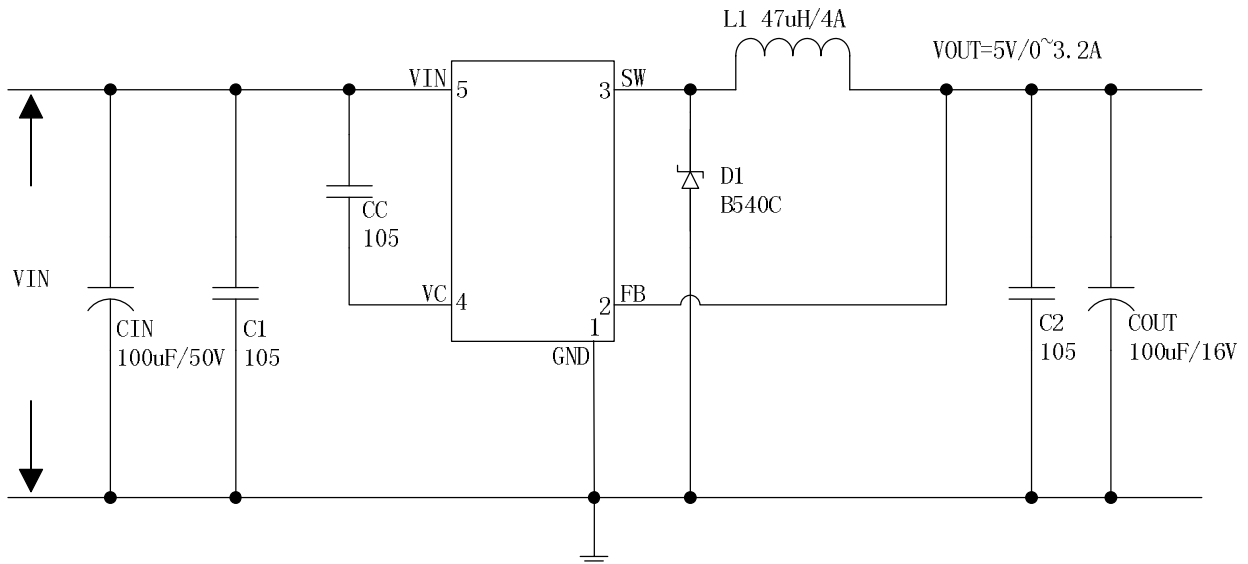 L1 47uH/4A
VOUT=5V/0~3.2A
VIN
5
3
SW
D1
B540C
CC
105
VIN
VC
4
2
FB
1
GND
CIN
100uF/50V
C1
105
C2
105
COUT
100uF/16V